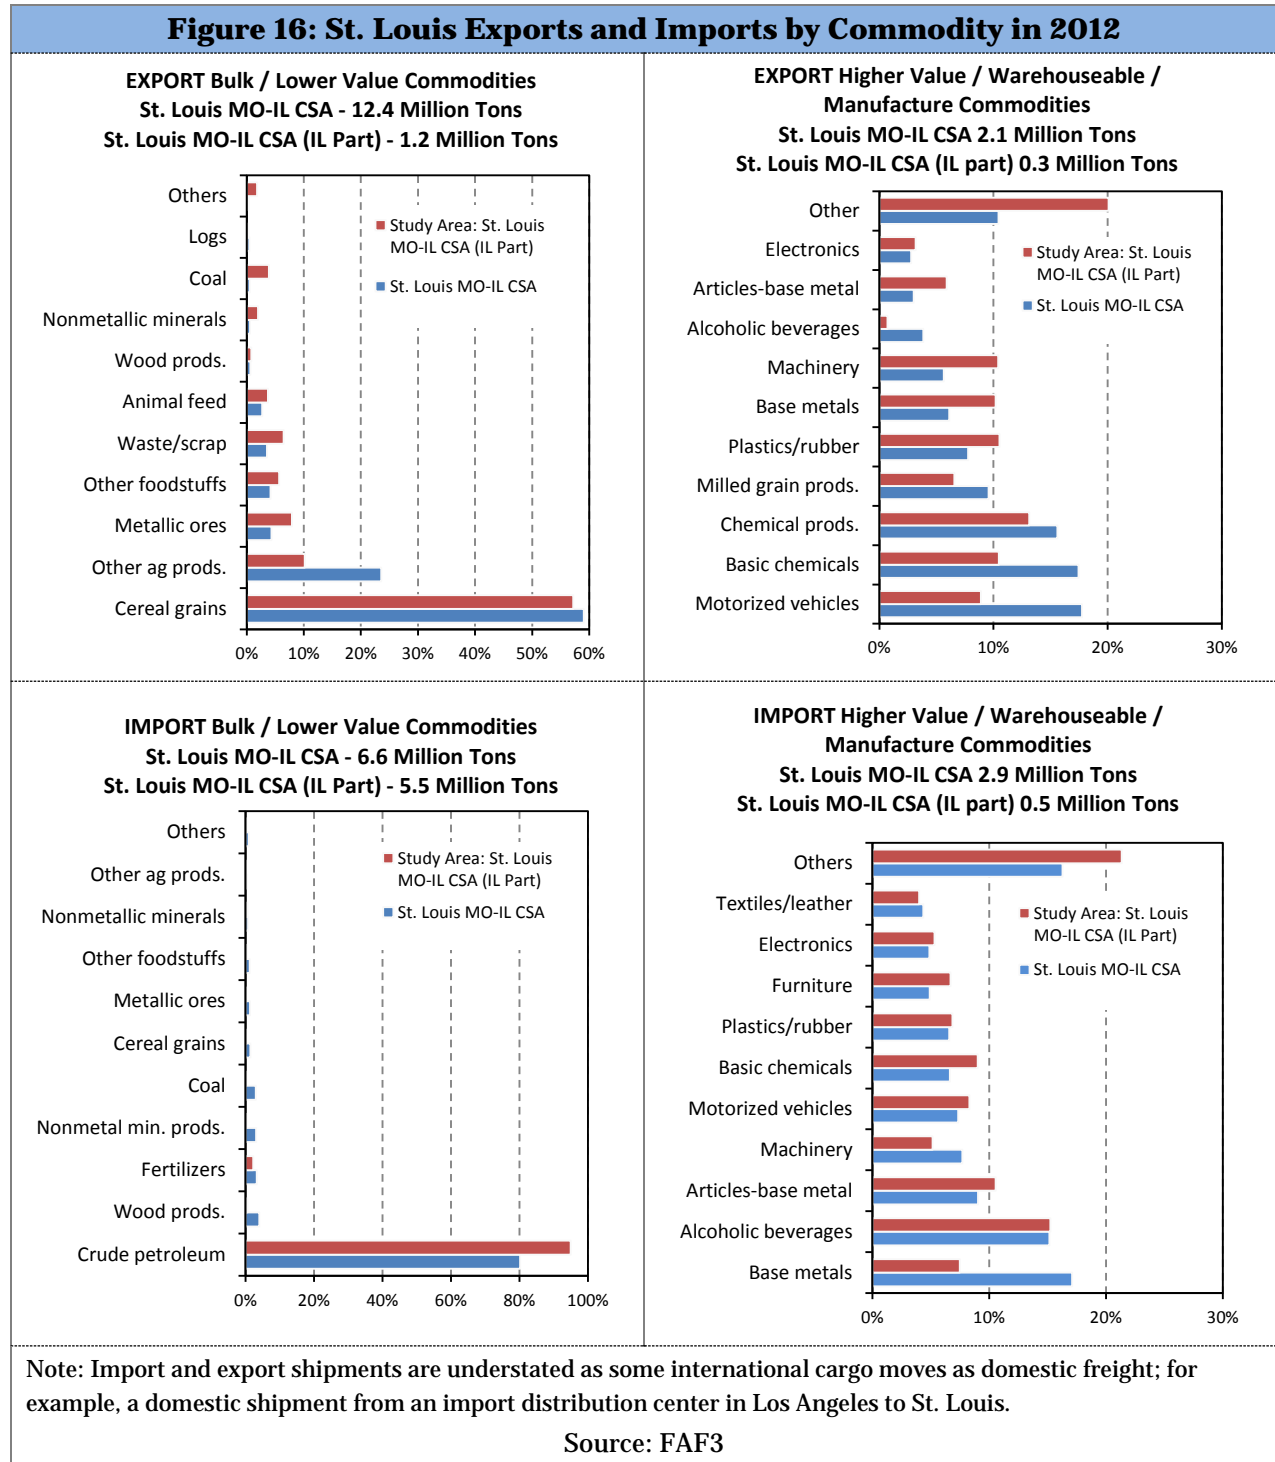 Figure 16: St. Louis Exports and Imports by Commodity in 2012
EXPORT Bulk / Lower Value Commodities
St. Louis MO-IL CSA - 12.4 Million Tons
St. Louis MO-IL CSA (IL Part) - 1.2 Million Tons
Others
Logs
Coal
Nonmetallic minerals
Wood prods.
Animal feed
Waste/scrap
Other foodstuffs
Metallic ores
Other ag prods.
Cereal grains
Study Area: St. Louis
MO-IL CSA (IL Part)
St. Louis MO-IL CSA
0% 10% 20% 30% 40% 50% 60%
EXPORT Higher Value / Warehouseable /
Manufacture Commodities
St. Louis MO-IL CSA 2.1 Million Tons
St. Louis MO-IL CSA (IL part) 0.3 Million Tons
Other
Electronics
Articles-base metal
Alcoholic beverages
Machinery
Base metals
Plastics/rubber
Milled grain prods.
Chemical prods.
Basic chemicals
Motorized vehicles
Study Area: St. Louis
MO-IL CSA (IL Part)
St. Louis MO-IL CSA
0% 10% 20% 30%
IMPORT Bulk / Lower Value Commodities
St. Louis MO-IL CSA - 6.6 Million Tons
St. Louis MO-IL CSA (IL Part) - 5.5 Million Tons
Others
Other ag prods.
Nonmetallic minerals
Other foodstuffs
Metallic ores
Cereal grains
Coal
Nonmetal min. prods.
Fertilizers
Wood prods.
Crude petroleum
Study Area: St. Louis
MO-IL CSA (IL Part)
St. Louis MO-IL CSA
0% 20% 40% 60% 80% 100%
IMPORT Higher Value / Warehouseable /
Manufacture Commodities
St. Louis MO-IL CSA 2.9 Million Tons
St. Louis MO-IL CSA (IL part) 0.5 Million Tons
Others
Textiles/leather
Electronics
Furniture
Plastics/rubber
Basic chemicals
Motorized vehicles
Machinery
Articles-base metal
Alcoholic beverages
Base metals
Study Area: St. Louis
MO-IL CSA (IL Part)
St. Louis MO-IL CSA
0% 10% 20% 30%
Note: Import and export shipments are understated as some international cargo moves as domestic freight; for
example, a domestic shipment from an import distribution center in Los Angeles to St. Louis.
Source: FAF3